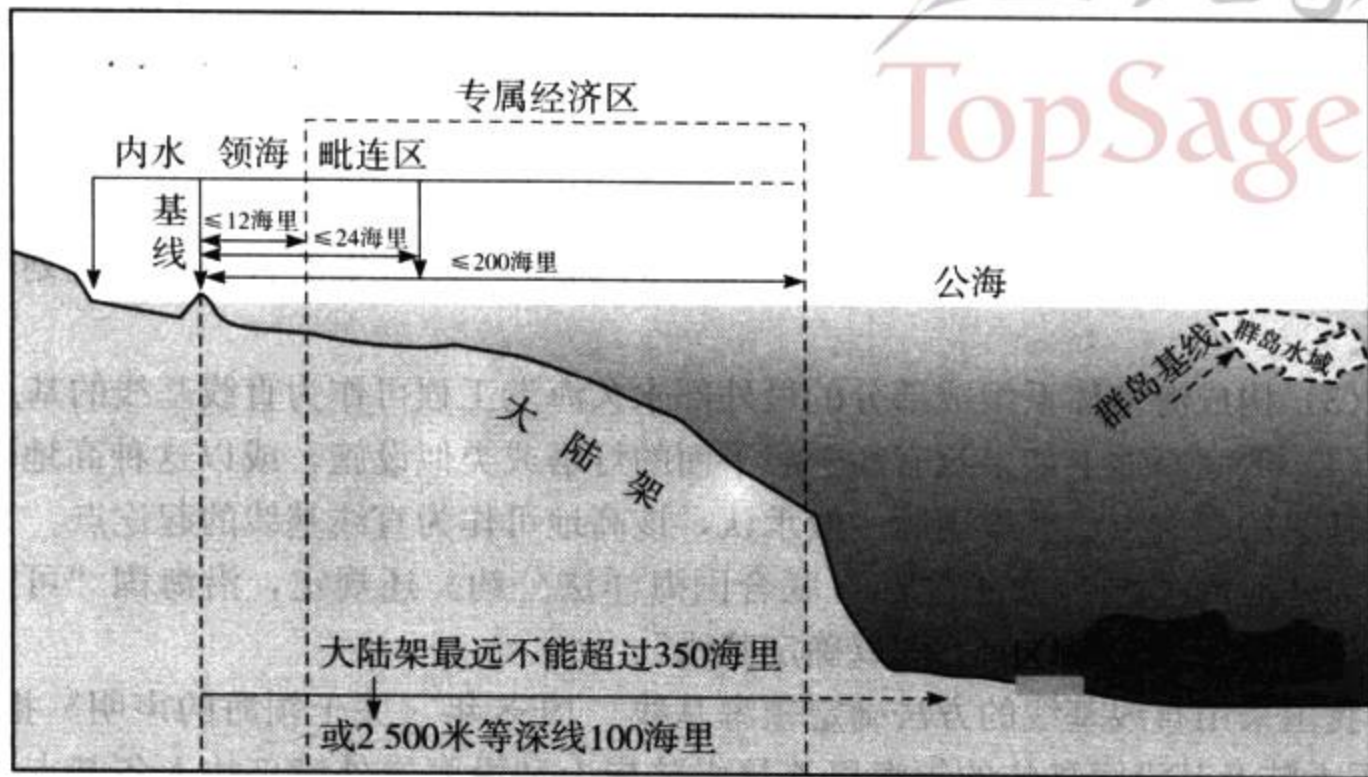 TopSage
专属经济区
内水 领海 毗连区
基线
≤12海里
≤24海里
≤200海里
公海
群岛水域
群岛基线
大陆架
大陆架最远不能超过350海里
或2 500米等深线100海里